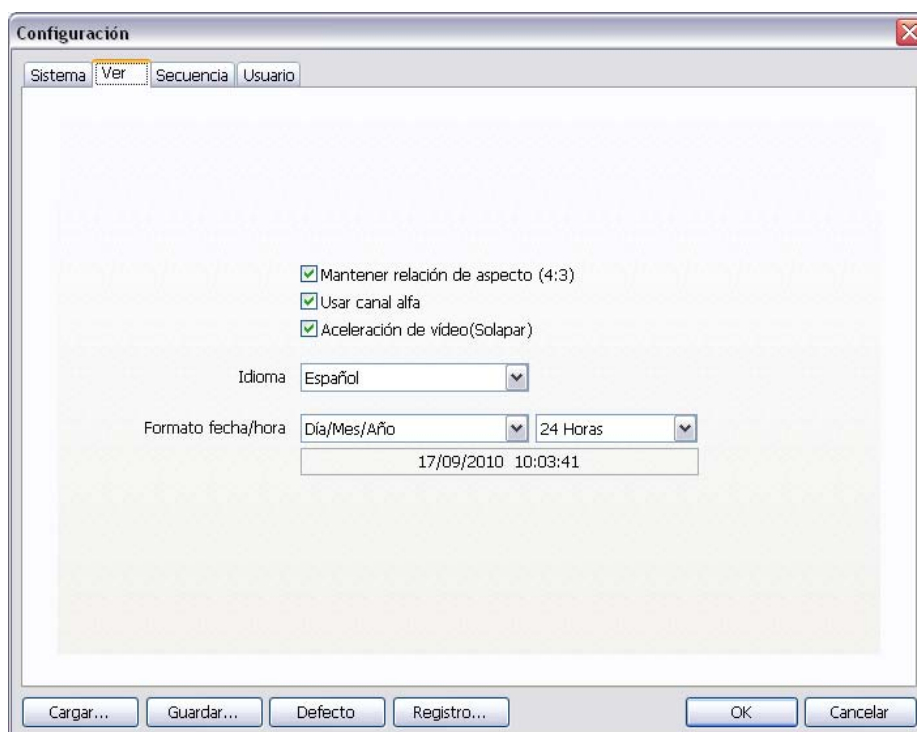 Configuración
Sistema Ver Secuencia Usuario
Mantener relación de aspecto (4:3)
Usar canal alfa
Aceleración de vídeo(Solapar)
Idioma Español
Formato fecha/hora Día/Mes/Año 24 Horas
17/09/2010 10:03:41
Cargar... Guardar... Defecto Registro... OK Cancelar